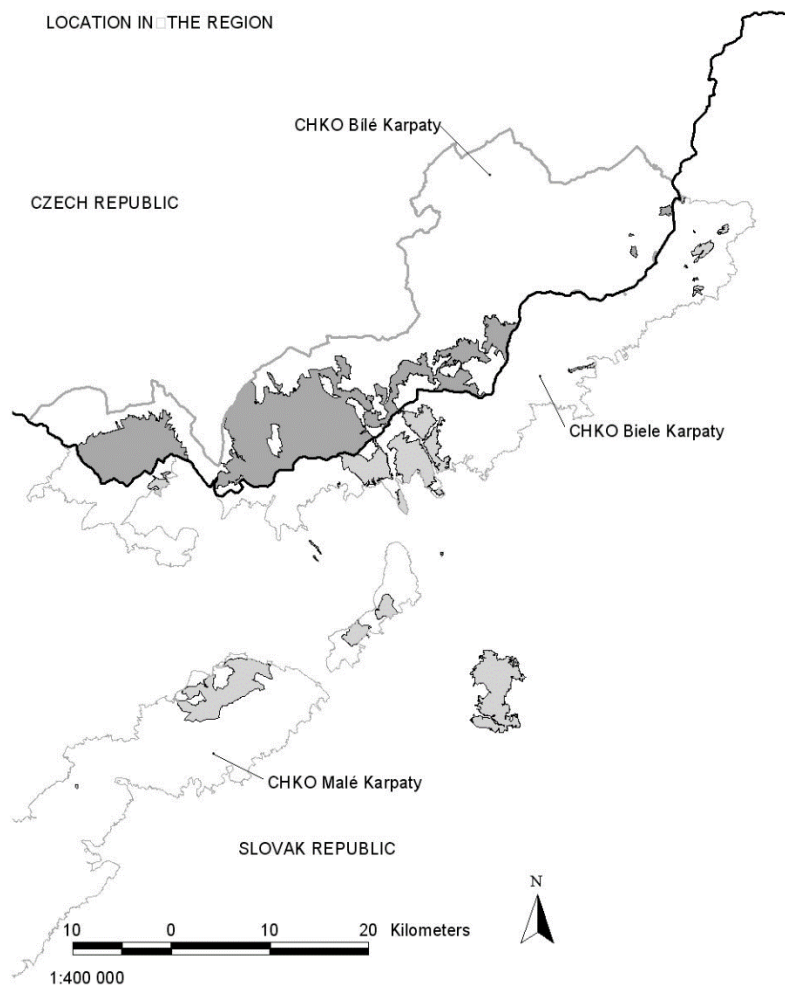 LOCATION IN THE REGION
CHKO Bílé Karpaty
CZECH REPUBLIC
CHKO Biele Karpaty
CHKO Malé Karpaty
SLOVAK REPUBLIC
N
10 0 10 20 Kilometers
1:400 000